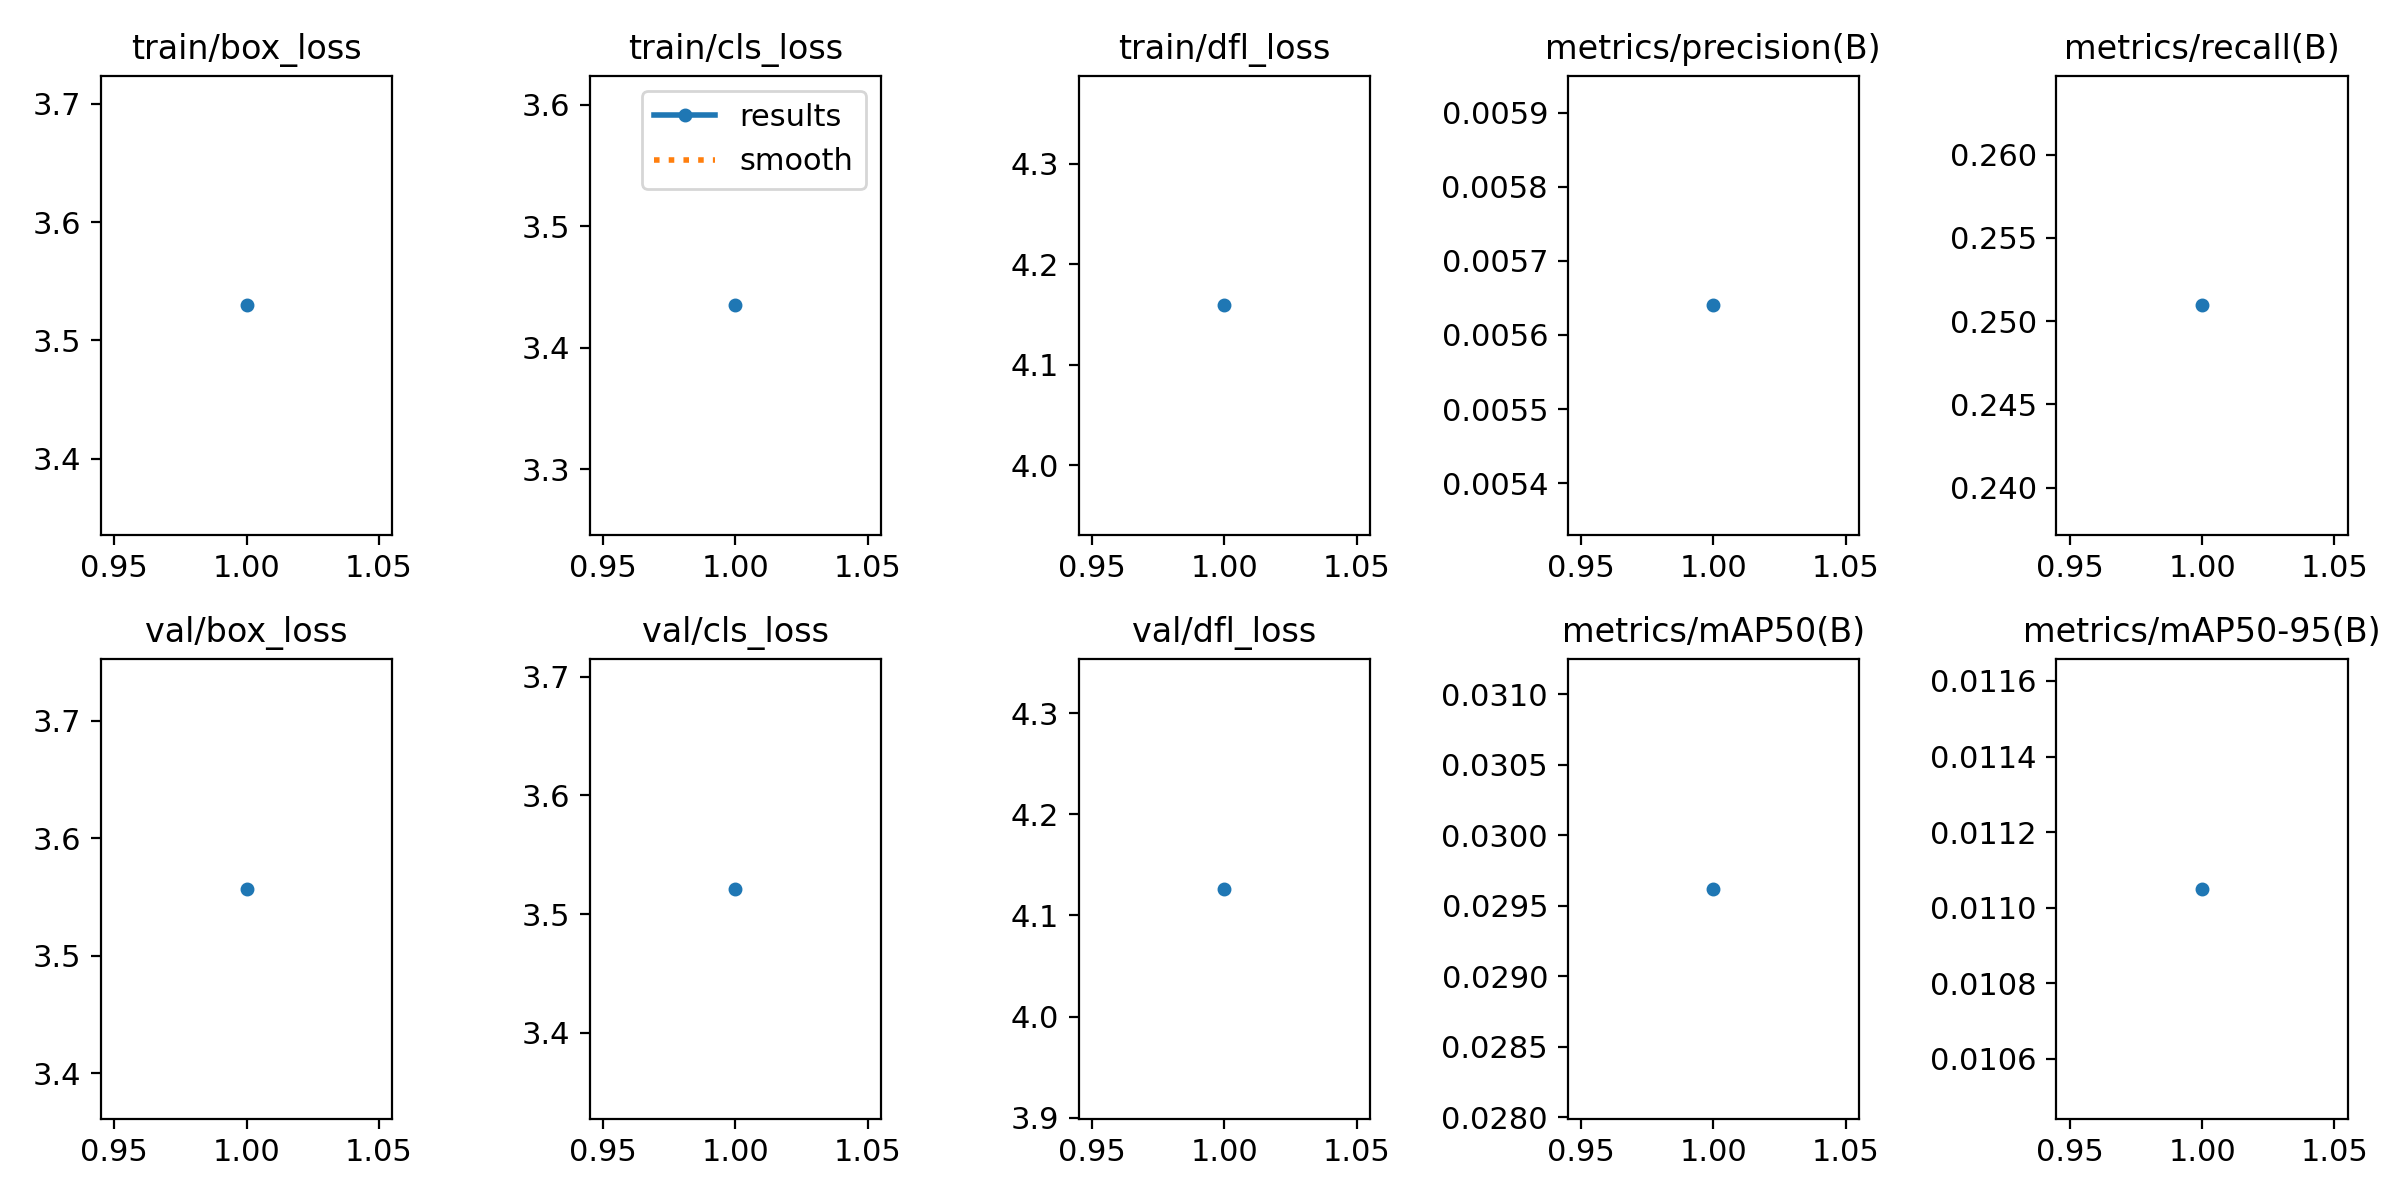 train/box_loss
3.7
3.6
3.5
3.4
0.95 1.00 1.05
train/cls_loss
results
smooth
3.6
3.5
3.4
3.3
0.95 1.00 1.05
train/dfl_loss
4.3
4.2
4.1
4.0
0.95 1.00 1.05
metrics/precision(B)
0.0059
0.0058
0.0057
0.0056
0.0055
0.0054
0.95 1.00 1.05
metrics/recall(B)
0.260
0.255
0.250
0.245
0.240
0.95 1.00 1.05
val/box_loss
3.7
3.6
3.5
3.4
0.95 1.00 1.05
val/cls_loss
3.7
3.6
3.5
3.4
0.95 1.00 1.05
val/dfl_loss
4.3
4.2
4.1
4.0
3.9
0.95 1.00 1.05
metrics/mAP50(B)
0.0310
0.0305
0.0300
0.0295
0.0290
0.0285
0.0280
0.95 1.00 1.05
metrics/mAP50-95(B)
0.0116
0.0114
0.0112
0.0110
0.0108
0.0106
0.95 1.00 1.05